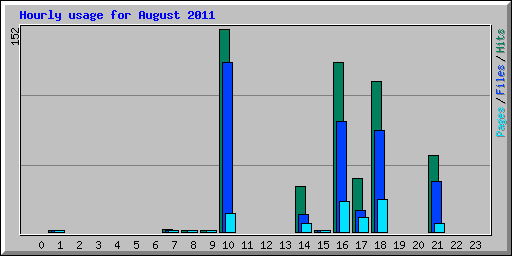 Hourly usage for August 2011
152
Pages/Files/Hits
0 1 2 3 4 5 6 7 8 9 10 11 12 13 14 15 16 17 18 19 20 21 22 23